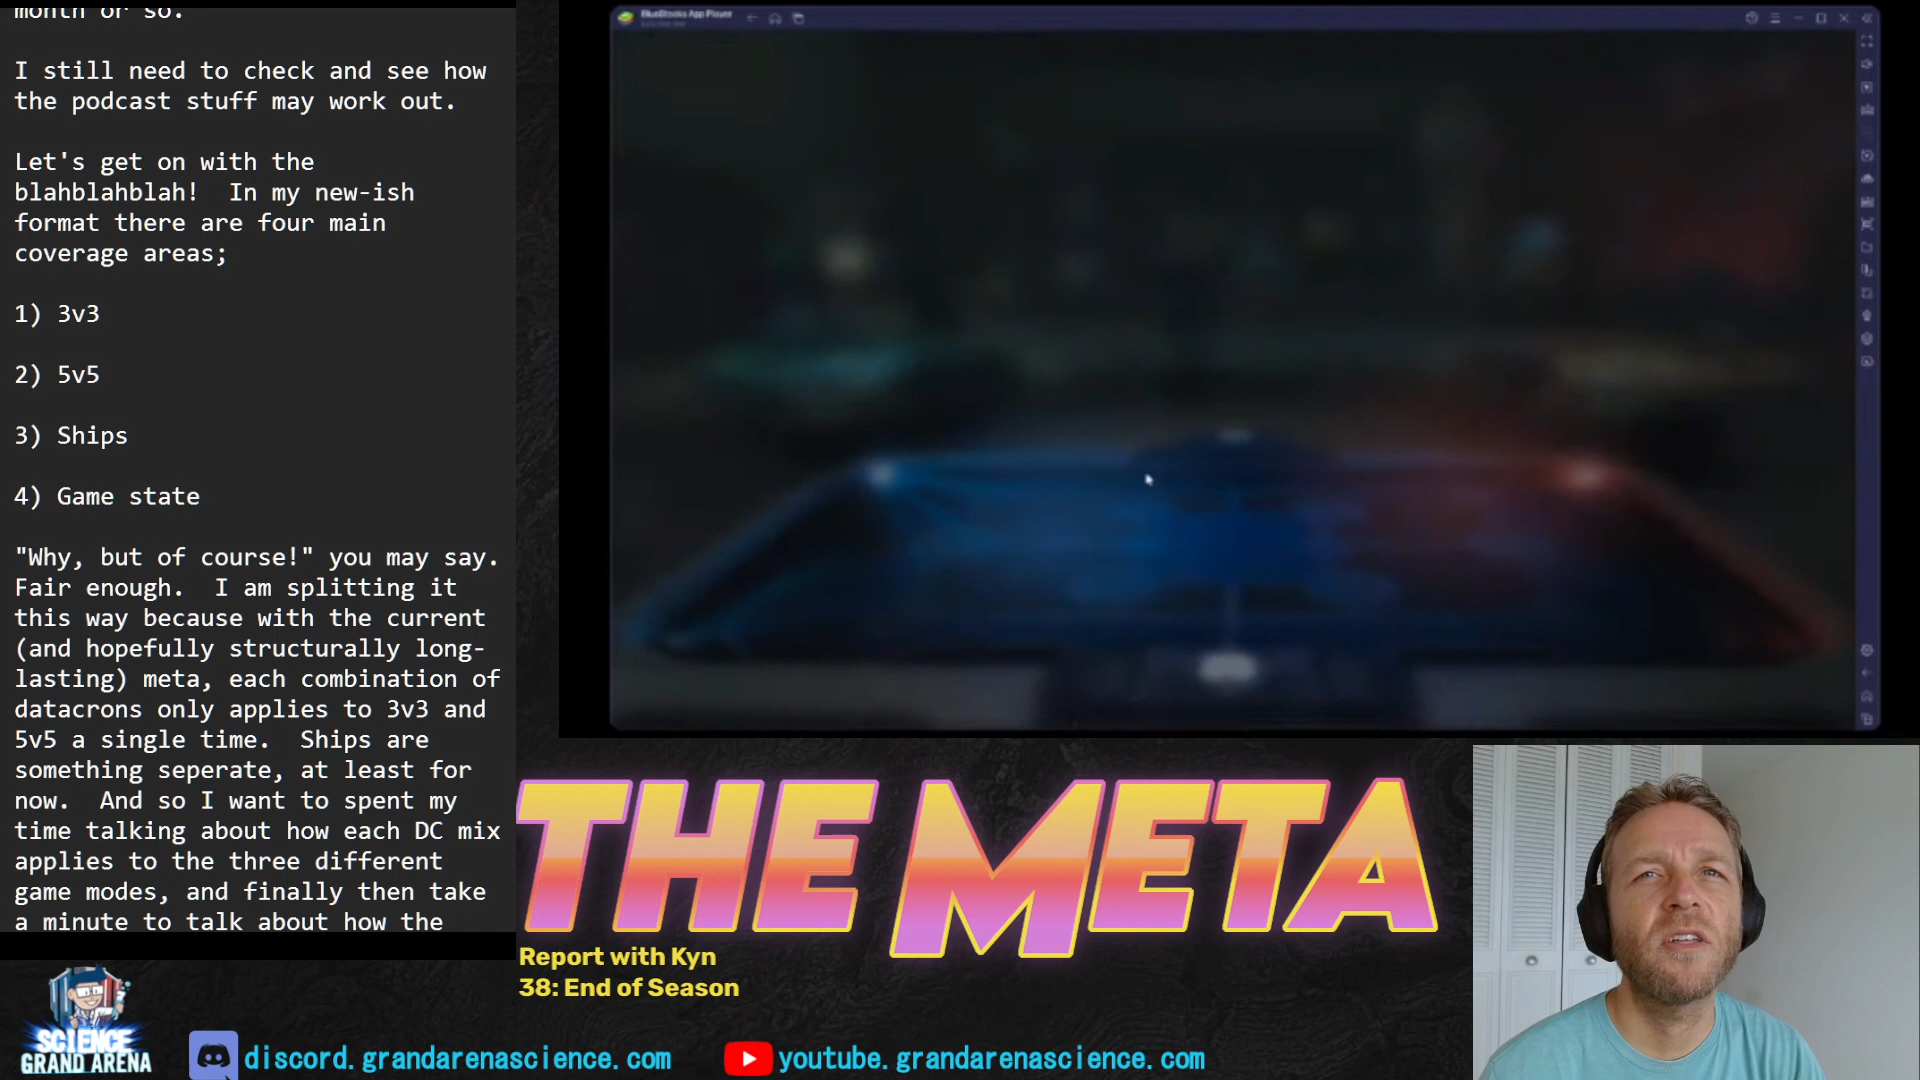 month or so.
I still need to check and see how
the podcast stuff may work out.
Let's get on with the
blahblahblah!  In my new-ish
format there are four main
coverage areas;
1) 3v3
2) 5v5
3) Ships
4) Game state
"Why, but of course!" you may say.
Fair enough.  I am splitting it
this way because with the current
(and hopefully structurally long-
lasting) meta, each combination of
datacrons only applies to 3v3 and
5v5 a single time.  Ships are
something seperate, at least for
now.  And so I want to spent my
time talking about how each DC mix
applies to the three different
game modes, and finally then take
a minute to talk about how the
BlueStacks App Player
THE META
Report with Kyn
38: End of Season
SCIENCE
GRAND ARENA
discord.grandarenascience.com
youtube.grandarenascience.com